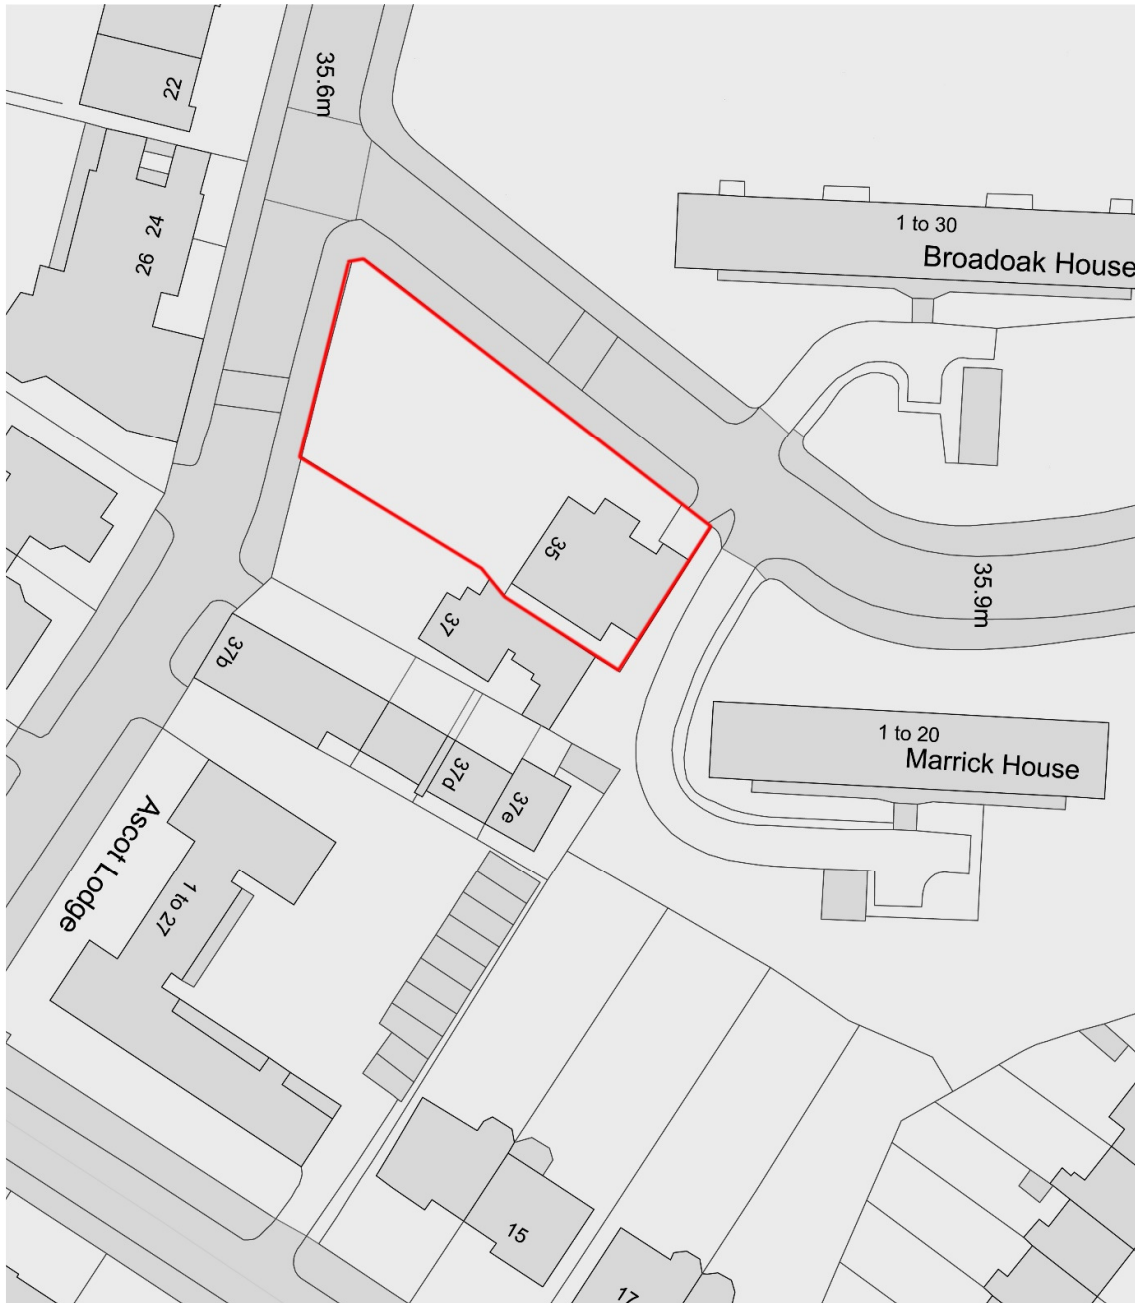 35.6m
22
24
26
1 to 30
Broadoak House
35
35.9m
37
37b
1 to 20
Marrick House
37d
37e
Ascot Lodge
1 to 27
15
17